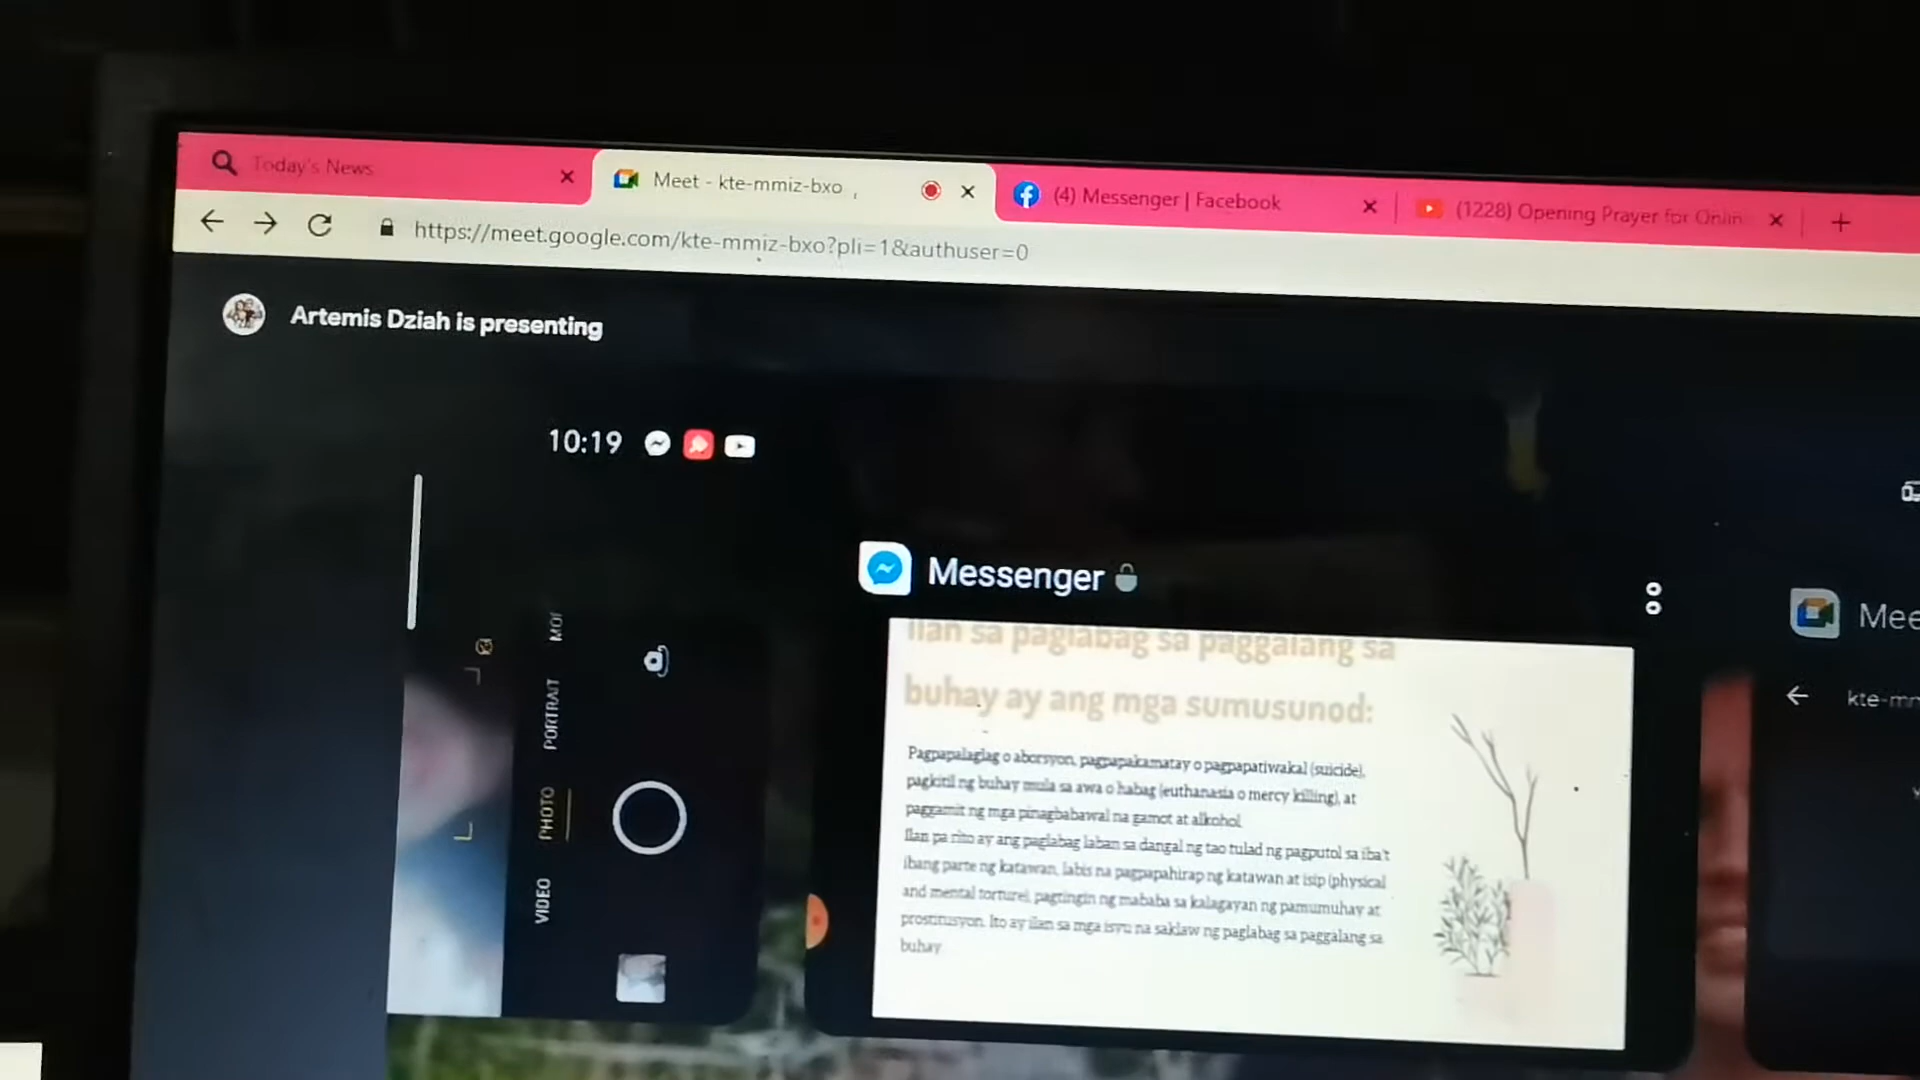 Today's News
Meet - kte-mmiz-bxo
(4) Messenger | Facebook
(1228) Opening Prayer for Onlin
https://meet.google.com/kte-mmiz-bxo?pli=1&authuser=0
Artemis Dziah is presenting
10:19
Messenger
Mee
kte-mm
PORTRAIT
PHOTO
VIDEO
Ilan sa paglabag sa paggalang sa
buhay ay ang mga sumusunod:
Pagpapalaglag o aborsyon, pagpapakamatay o pagpapatiwakal (suicide),
pagkitil ng buhay mula sa awa o habag (euthanasia o mercy killing), at
paggamit ng mga pinagbabawal na gamot at alkohol.
Ilan pa rito ay ang paglabag laban sa dangal ng tao tulad ng pagputol sa iba't
ibang parte ng katawan, labis na pagpapahirap ng katawan at isip (physical
and mental torture), pagtingin ng mababa sa kalagayan ng pamumuhay at
prostitusyon. Ito ay ilan sa mga isyu na saklaw ng paglabag sa paggalang sa
buhay.